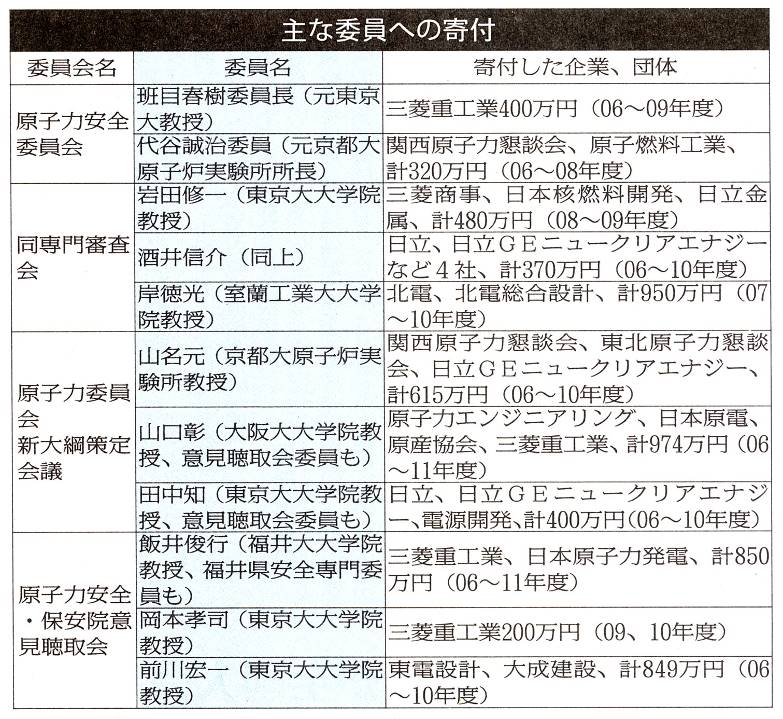 主な委員への寄付
委員会名
委員名
寄付した企業、団体
原子力安全
委員会
班目春樹委員長（元東京
大教授）
三菱重工業400万円（06～09年度）
代谷誠治委員（元京都大
原子炉実験所所長）
関西原子力懇談会、原子燃料工業、
計320万円（06～08年度）
同専門審査
会
岩田修一（東京大大学院
教授）
三菱商事、日本核燃料開発、日立金
属、計480万円（08～09年度）
酒井信介（同上）
日立、日立ＧＥニュークリアエナジー
など４社、計370万円（06～10年度）
岸徳光（室蘭工業大大学
院教授）
北電、北電総合設計、計950万円（07
～10年度）
原子力委員
会
新大綱策定
会議
山名元（京都大原子炉実
験所教授）
関西原子力懇談会、東北原子力懇談
会、日立ＧＥニュークリアエナジー、
計615万円（06～10年度）
山口彰（大阪大大学院教
授、意見聴取会委員も）
原子力エンジニアリング、日本原電、
原産協会、三菱重工業、計974万円（06
～11年度）
田中知（東京大大学院教
授、意見聴取会委員も）
日立、日立ＧＥニュークリアエナジ
ー、電源開発、計400万円（06～10年度）
原子力安全
・保安院意
見聴取会
飯井俊行（福井大大学院
教授、福井県安全専門委
員も）
三菱重工業、日本原子力発電、計850
万円（06～11年度）
岡本孝司（東京大大学院
教授）
三菱重工業200万円（09、10年度）
前川宏一（東京大大学院
教授）
東電設計、大成建設、計849万円（06
～10年度）